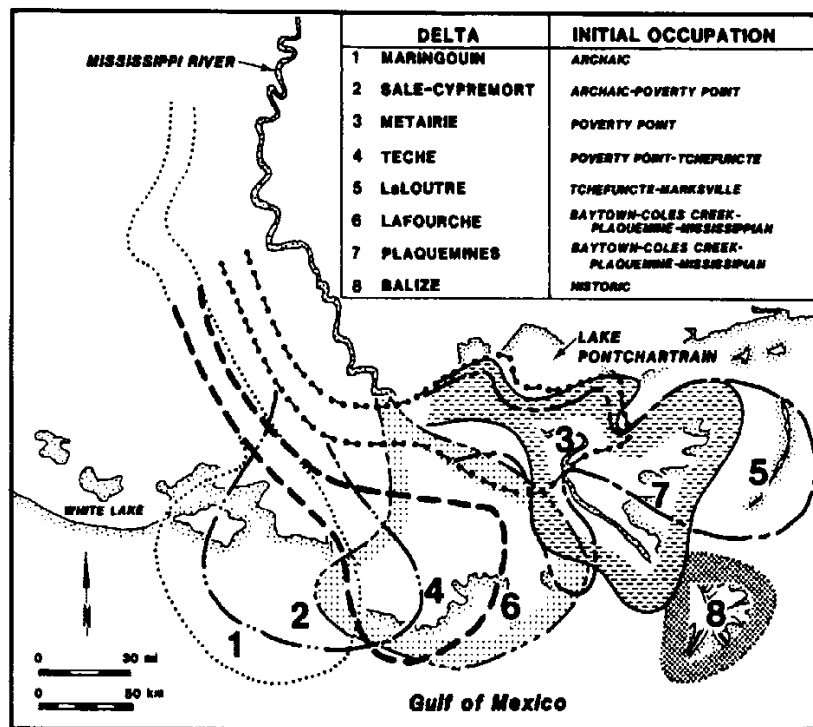 DELTA INITIAL OCCUPATION
1 MARINGOUIN ARCHAIC
2 SALE-CYPREMORT ARCHAIC-POVERTY POINT
3 METAIRIE POVERTY POINT
4 TECHE POVERTY POINT-TCHEFUNCTE
5 LaLOUTRE TCHEFUNCTE-MARKSVILLE
6 LAFOURCHE BAYTOWN-COLES CREEK-
PLAQUEMINE-MISSISSIPPIAN
7 PLAQUEMINES BAYTOWN-COLES CREEK-
PLAQUEMINE-MISSISSIPIAN
8 BALIZE HISTORIC
MISSISSIPPI RIVER
LAKE
PONTCHARTRAIN
3
5
7
WHITE LAKE
4
2
6
8
1
N
0 30 mi
0 50 km
Gulf of Mexico